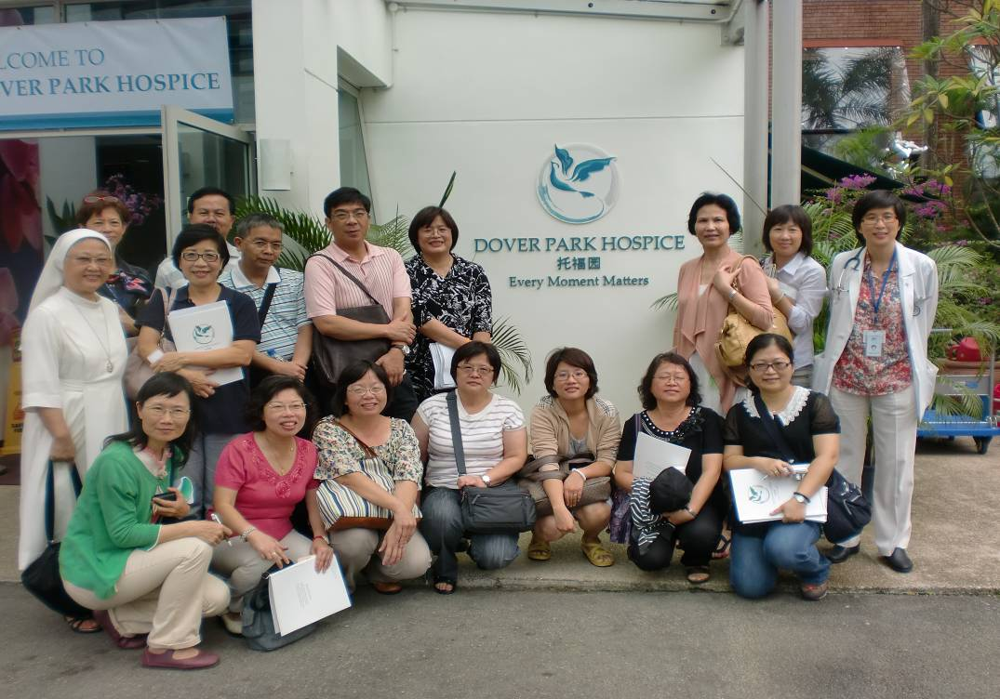 LCOME TO
VER PARK HOSPICE
DOVER PARK HOSPICE
托福园
Every Moment Matters